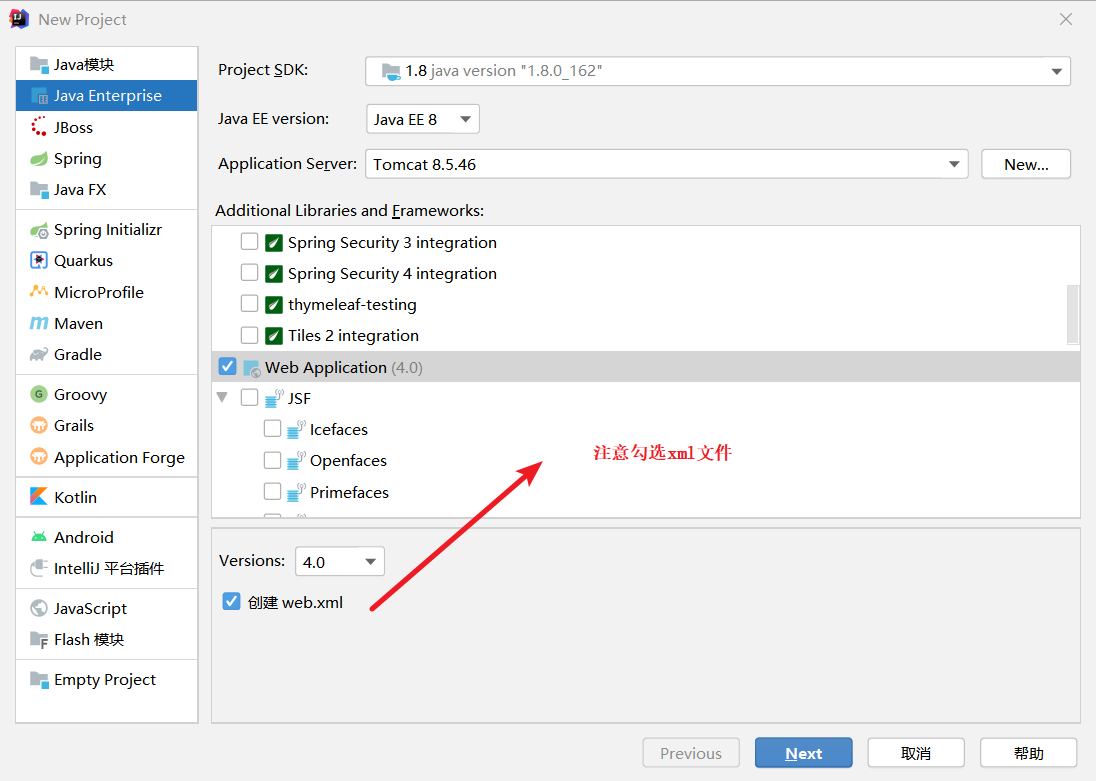 New Project
Java模块
Java Enterprise
JBoss
Spring
Java FX
Spring Initializr
Quarkus
MicroProfile
Maven
Gradle
Groovy
Grails
Application Forge
Kotlin
Android
IntelliJ 平台插件
JavaScript
Flash 模块
Empty Project
Project SDK:
1.8 java version "1.8.0_162"
Java EE version:
Java EE 8
Application Server:
Tomcat 8.5.46
New...
Additional Libraries and Frameworks:
Spring Security 3 integration
Spring Security 4 integration
thymeleaf-testing
Tiles 2 integration
Web Application (4.0)
JSF
Icefaces
Openfaces
Primefaces
注意勾选xml文件
Versions:
4.0
创建 web.xml
Previous
Next
取消
帮助